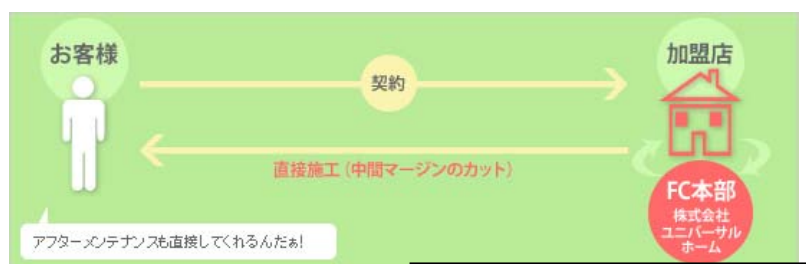 お客様
契約
加盟店
直接施工（中間マージンのカット）
FC本部
株式会社
ユニバーサル
ホーム
アフターメンテナンスも直接してくれるんだぁ!